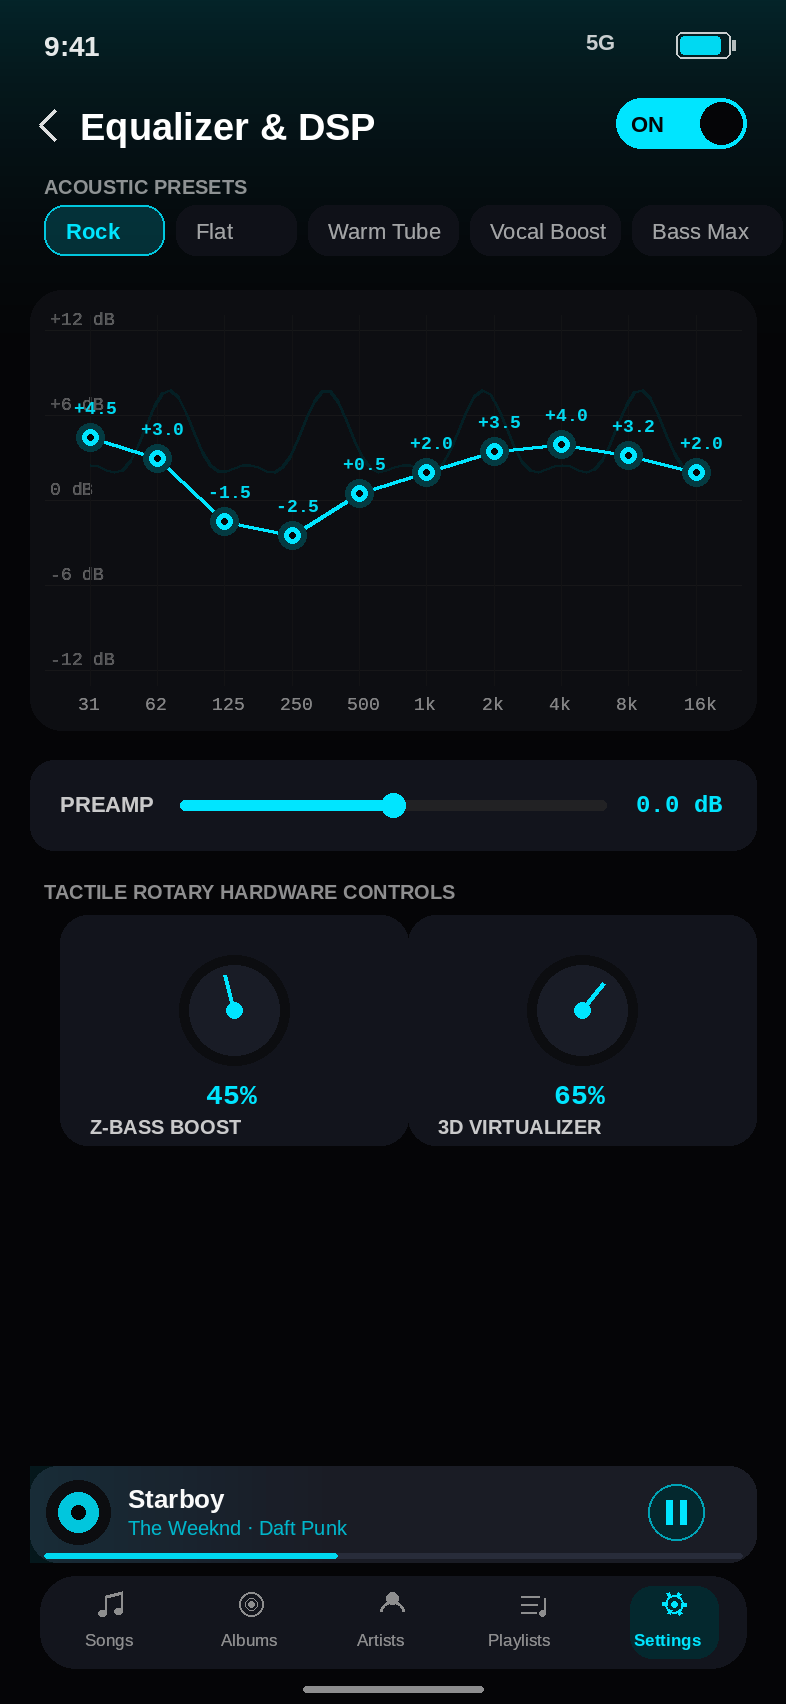 9:41 5G
Equalizer & DSP ON
ACOUSTIC PRESETS
Rock Flat Warm Tube Vocal Boost Bass Max
+12 dB
+6 dB
0 dB
-6 dB
-12 dB
+4.5 +3.0 -1.5 -2.5 +0.5 +2.0 +3.5 +4.0 +3.2 +2.0
31 62 125 250 500 1k 2k 4k 8k 16k
PREAMP 0.0 dB
TACTILE ROTARY HARDWARE CONTROLS
45% 65%
Z-BASS BOOST 3D VIRTUALIZER
Starboy
The Weeknd · Daft Punk
Songs Albums Artists Playlists Settings